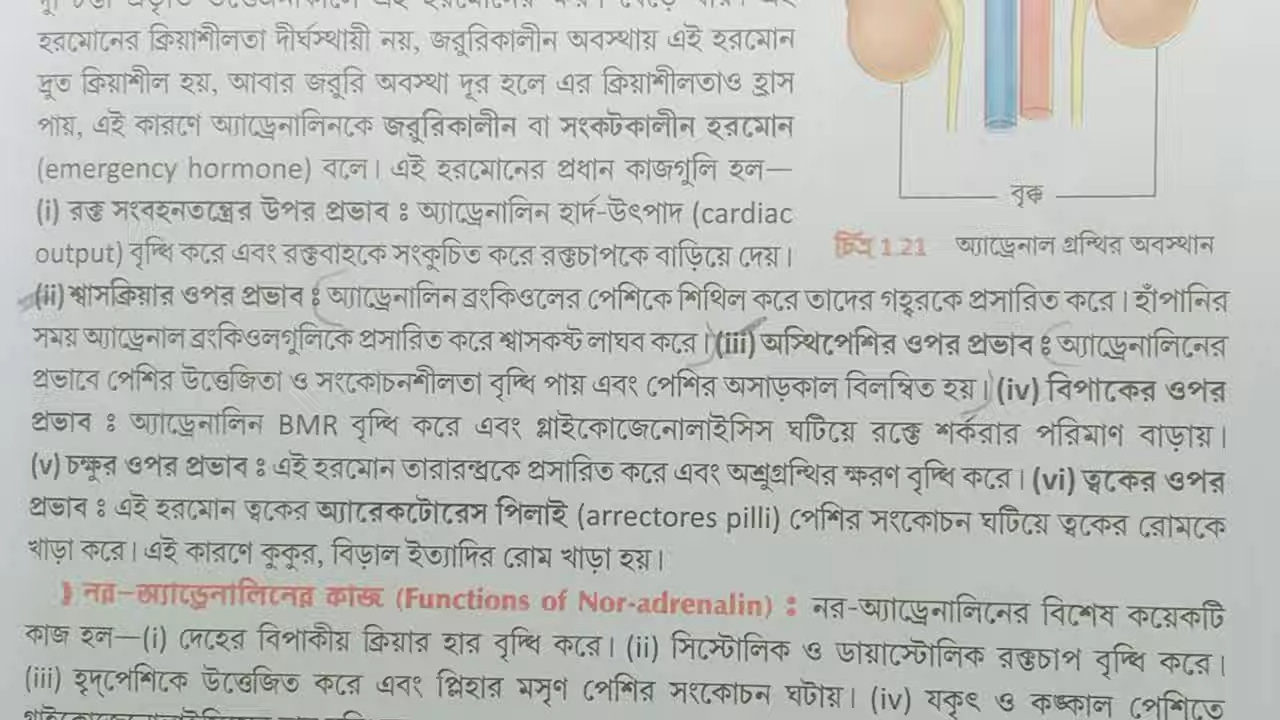 হরমোনের ক্রিয়াশীলতা দীর্ঘস্থায়ী নয়, জরুরিকালীন অবস্থায় এই হরমোন
দ্রুত ক্রিয়াশীল হয়, আবার জরুরি অবস্থা দূর হলে এর ক্রিয়াশীলতাও হ্রাস
পায়, এই কারণে অ্যাড্রেনালিনকে জরুরিকালীন বা সংকটকালীন হরমোন
(emergency hormone) বলে। এই হরমোনের প্রধান কাজগুলি হল—
(i) রক্ত সংবহনতন্ত্রের উপর প্রভাব : অ্যাড্রেনালিন হার্দ-উৎপাদ (cardiac
output) বৃদ্ধি করে এবং রক্তবাহকে সংকুচিত করে রক্তচাপকে বাড়িয়ে দেয়।
বৃক্ক
চিত্র 1.21 অ্যাড্রেনাল গ্রন্থির অবস্থান
(ii) শ্বাসক্রিয়ার ওপর প্রভাব : অ্যাড্রেনালিন ব্রংকিওলের পেশিকে শিথিল করে তাদের গহ্বরকে প্রসারিত করে। হাঁপানির
সময় অ্যাড্রেনাল ব্রংকিওলগুলিকে প্রসারিত করে শ্বাসকষ্ট লাঘব করে। (iii) অস্থিপেশির ওপর প্রভাব : অ্যাড্রেনালিনের
প্রভাবে পেশির উত্তেজিতা ও সংকোচনশীলতা বৃদ্ধি পায় এবং পেশির অসাড়কাল বিলম্বিত হয়। (iv) বিপাকের ওপর
প্রভাব : অ্যাড্রেনালিন BMR বৃদ্ধি করে এবং গ্লাইকোজেনোলাইসিস ঘটিয়ে রক্তে শর্করার পরিমাণ বাড়ায়।
(v) চক্ষুর ওপর প্রভাব : এই হরমোন তারারন্ধ্রকে প্রসারিত করে এবং অশ্রুগ্রন্থির ক্ষরণ বৃদ্ধি করে। (vi) ত্বকের ওপর
প্রভাব : এই হরমোন ত্বকের অ্যারেকটোরেস পিলাই (arrectores pilli) পেশির সংকোচন ঘটিয়ে ত্বকের রোমকে
খাড়া করে। এই কারণে কুকুর, বিড়াল ইত্যাদির রোম খাড়া হয়।
নর-অ্যাড্রেনালিনের কাজ (Functions of Nor-adrenalin) : নর-অ্যাড্রেনালিনের বিশেষ কয়েকটি
কাজ হল—(i) দেহের বিপাকীয় ক্রিয়ার হার বৃদ্ধি করে। (ii) সিস্টোলিক ও ডায়াস্টোলিক রক্তচাপ বৃদ্ধি করে।
(iii) হৃদ্‌পেশিকে উত্তেজিত করে এবং প্লিহার মসৃণ পেশির সংকোচন ঘটায়। (iv) যকৃৎ ও কঙ্কাল পেশিতে